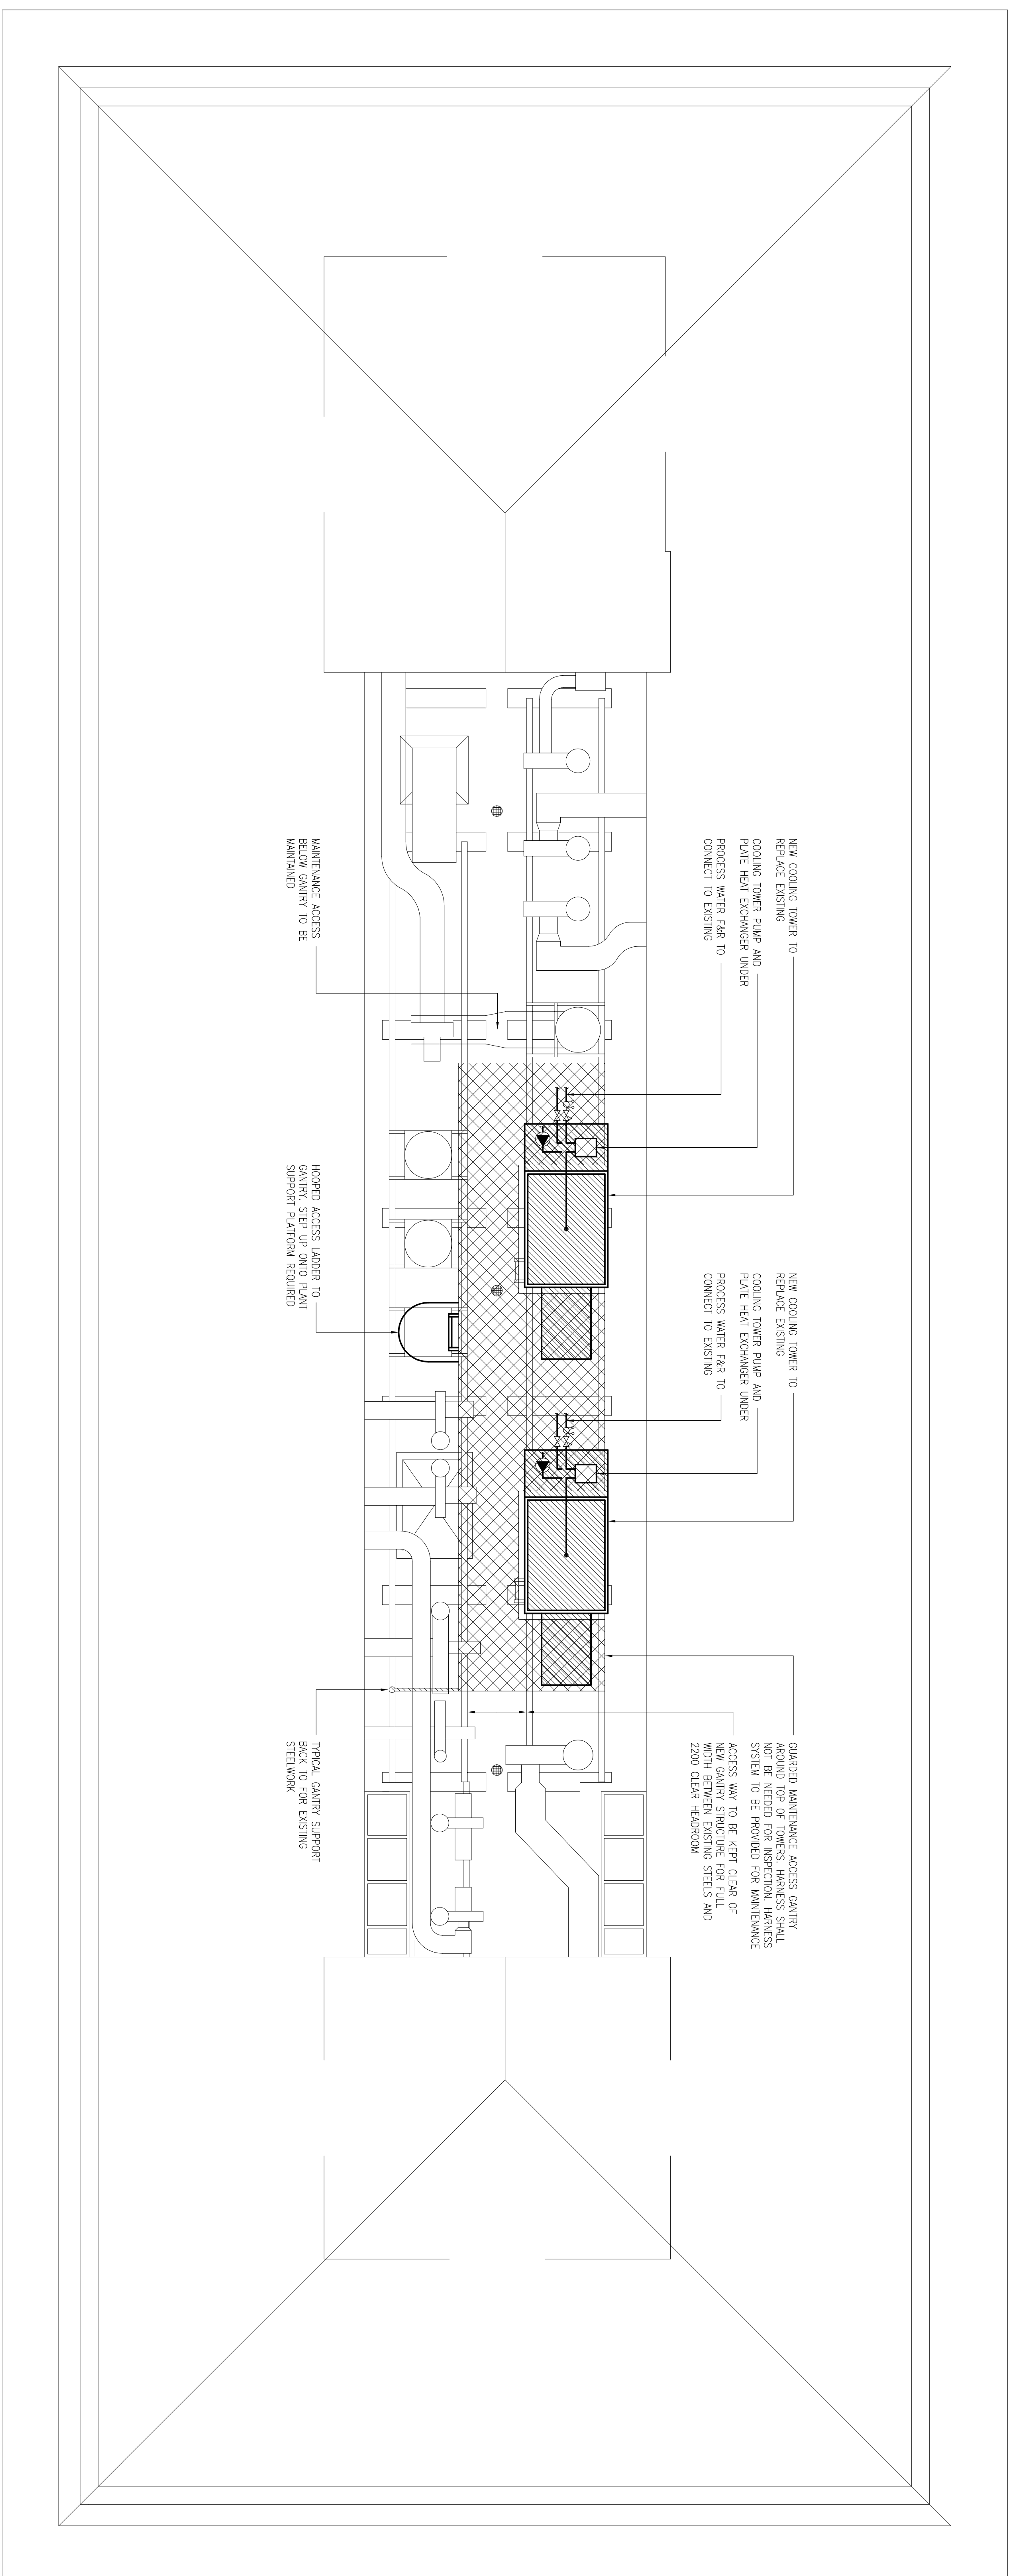 NEW COOLING TOWER TO
REPLACE EXISTING
COOLING TOWER PUMP AND
PLATE HEAT EXCHANGER UNDER
PROCESS WATER F&R TO
CONNECT TO EXISTING
NEW COOLING TOWER TO
REPLACE EXISTING
COOLING TOWER PUMP AND
PLATE HEAT EXCHANGER UNDER
PROCESS WATER F&R TO
CONNECT TO EXISTING
GUARDED MAINTENANCE ACCESS GANTRY
AROUND TOP OF TOWERS. HARNESS SHALL
NOT BE NEEDED FOR INSPECTION. HARNESS
SYSTEM TO BE PROVIDED FOR MAINTENANCE
ACCESS WAY TO BE KEPT CLEAR OF
NEW GANTRY STRUCTURE FOR FULL
WIDTH BETWEEN EXISTING STEELS AND
2200 CLEAR HEADROOM
MAINTENANCE ACCESS
BELOW GANTRY TO BE
MAINTAINED
HOOPED ACCESS LADDER TO
GANTRY. STEP UP ONTO PLANT
SUPPORT PLATFORM REQUIRED
TYPICAL GANTRY SUPPORT
BACK TO FOR EXISTING
STEELWORK